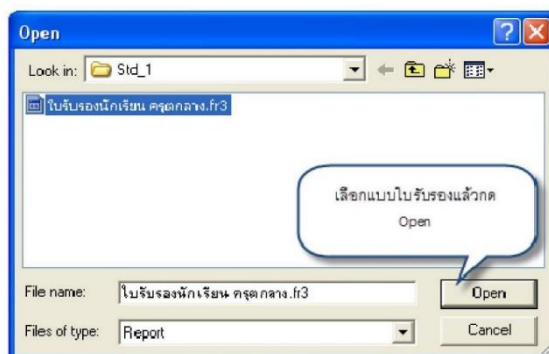 Open
Look in: Std_1
ใบรับรองนักเรียน ครุฑกลาง.fr3
เลือกแบบใบรับรองแล้วกด
Open
File name: ใบรับรองนักเรียน ครุฑกลาง.fr3
Open
Files of type: Report
Cancel